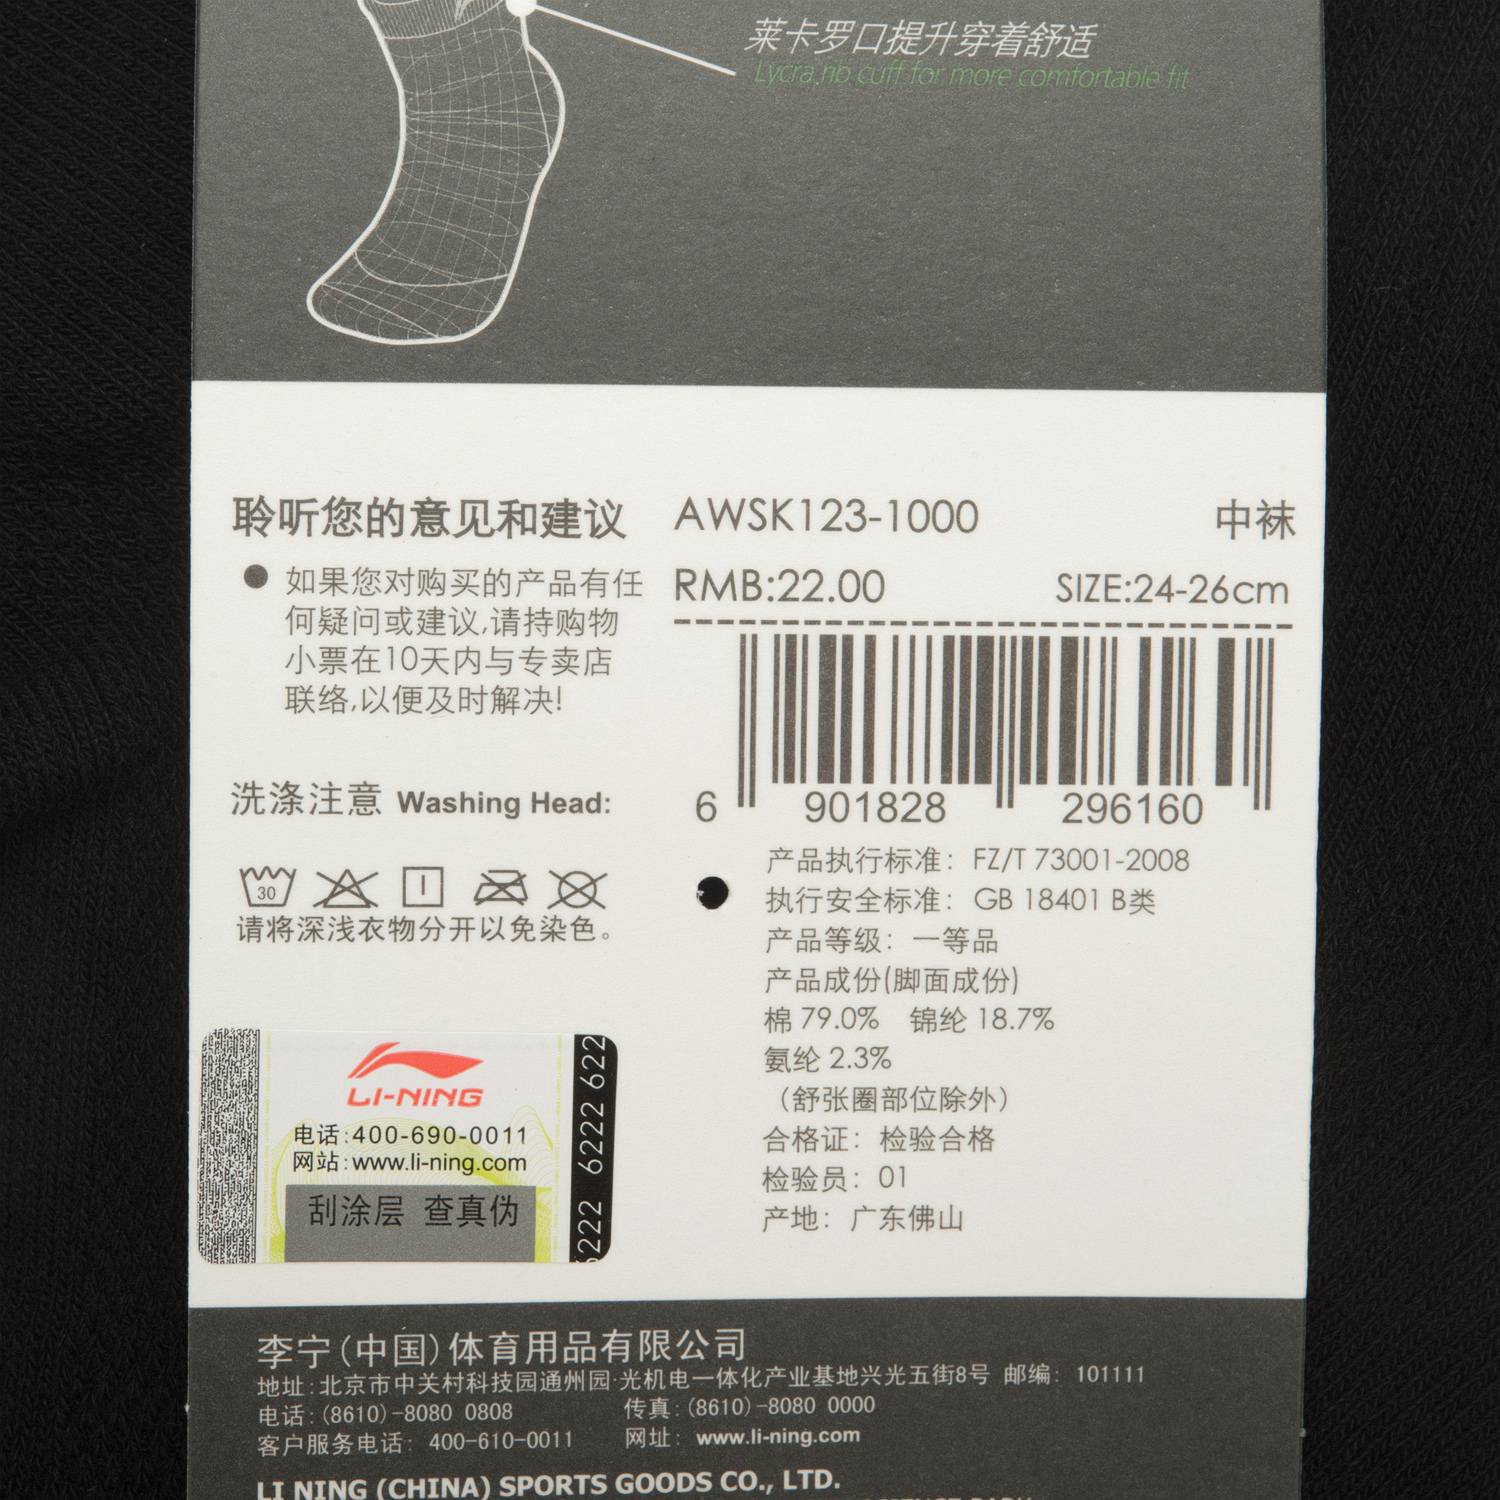 莱卡罗口提升穿着舒适
Lycra rib cuff for more comfortable fit
聆听您的意见和建议
● 如果您对购买的产品有任
何疑问或建议,请持购物
小票在10天内与专卖店
联络,以便及时解决!
洗涤注意 Washing Head:
30
请将深浅衣物分开以免染色。
AWSK123-1000 中袜
RMB:22.00 SIZE:24-26cm
6 901828 296160
产品执行标准：FZ/T 73001-2008
执行安全标准：GB 18401 B类
产品等级：一等品
产品成份(脚面成份)
棉 79.0% 锦纶 18.7%
氨纶 2.3%
（舒张圈部位除外）
合格证：检验合格
检验员：01
产地：广东佛山
LI-NING
电话:400-690-0011
网站:www.li-ning.com
刮涂层 查真伪
6222 6222 622
李宁(中国)体育用品有限公司
地址:北京市中关村科技园通州园·光机电一体化产业基地兴光五街8号 邮编: 101111
电话:(8610)-8080 0808 传真:(8610)-8080 0000
客户服务电话: 400-610-0011 网址: www.li-ning.com
LI NING (CHINA) SPORTS GOODS CO., LTD.